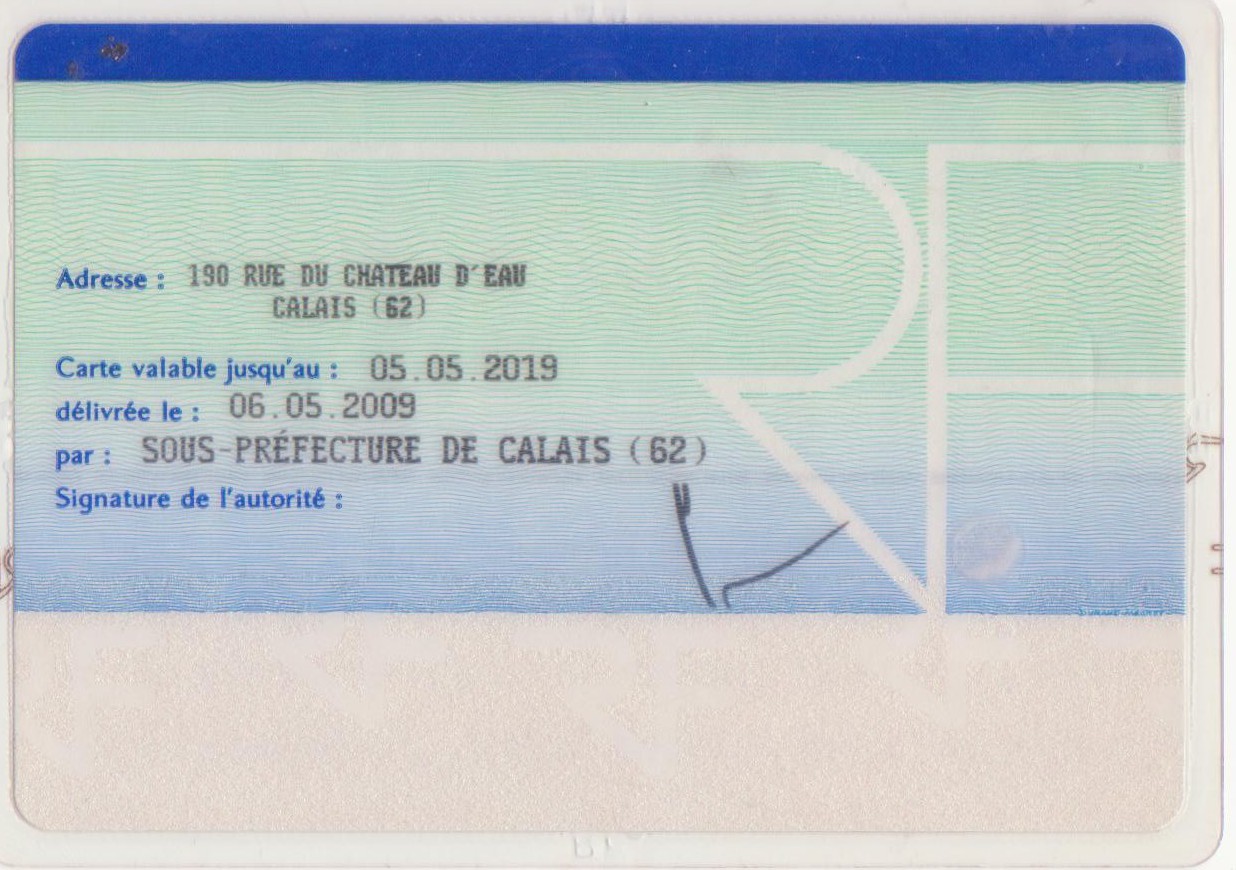 Adresse : 190 RUE DU CHATEAU D'EAU
CALAIS (62)
Carte valable jusqu'au : 05.05.2019
délivrée le : 06.05.2009
par : SOUS-PRÉFECTURE DE CALAIS (62)
Signature de l'autorité :
RF